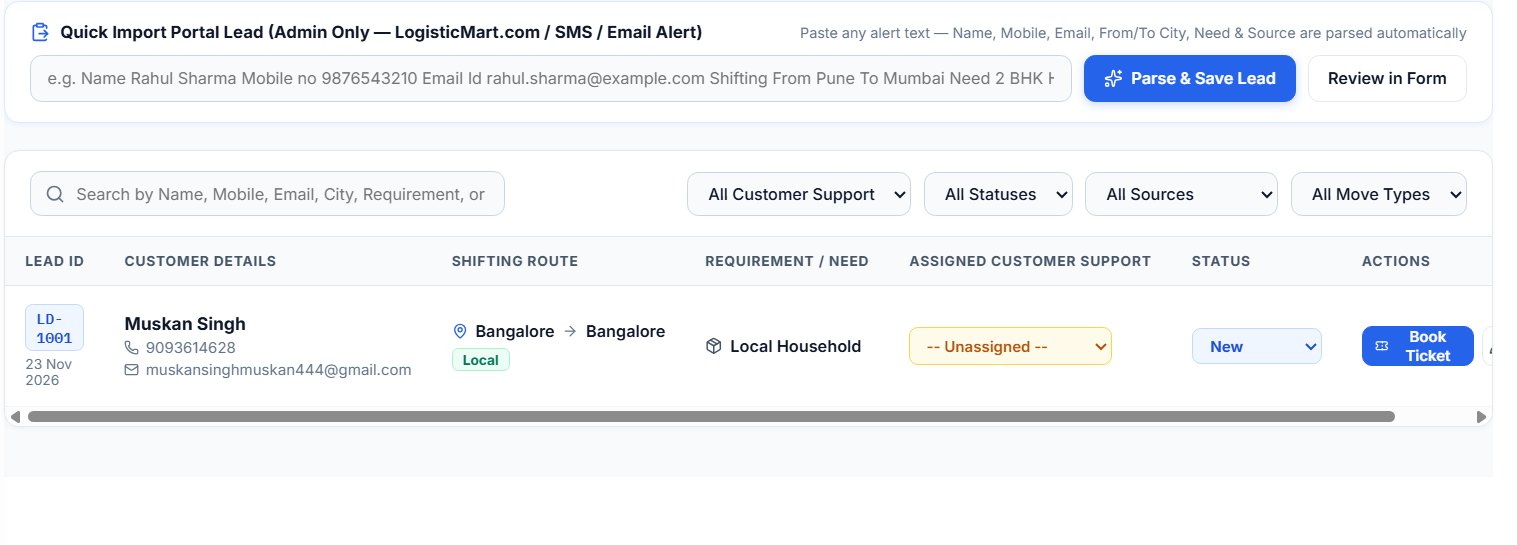 Quick Import Portal Lead (Admin Only — LogisticMart.com / SMS / Email Alert)
Paste any alert text — Name, Mobile, Email, From/To City, Need & Source are parsed automatically
e.g. Name Rahul Sharma Mobile no 9876543210 Email Id rahul.sharma@example.com Shifting From Pune To Mumbai Need 2 BHK
Parse & Save Lead
Review in Form
Search by Name, Mobile, Email, City, Requirement, or
All Customer Support
All Statuses
All Sources
All Move Types
LEAD ID
CUSTOMER DETAILS
SHIFTING ROUTE
REQUIREMENT / NEED
ASSIGNED CUSTOMER SUPPORT
STATUS
ACTIONS
LD-
1001
23 Nov
2026
Muskan Singh
9093614628
muskansinghmuskan444@gmail.com
Bangalore → Bangalore
Local
Local Household
-- Unassigned --
New
Book
Ticket